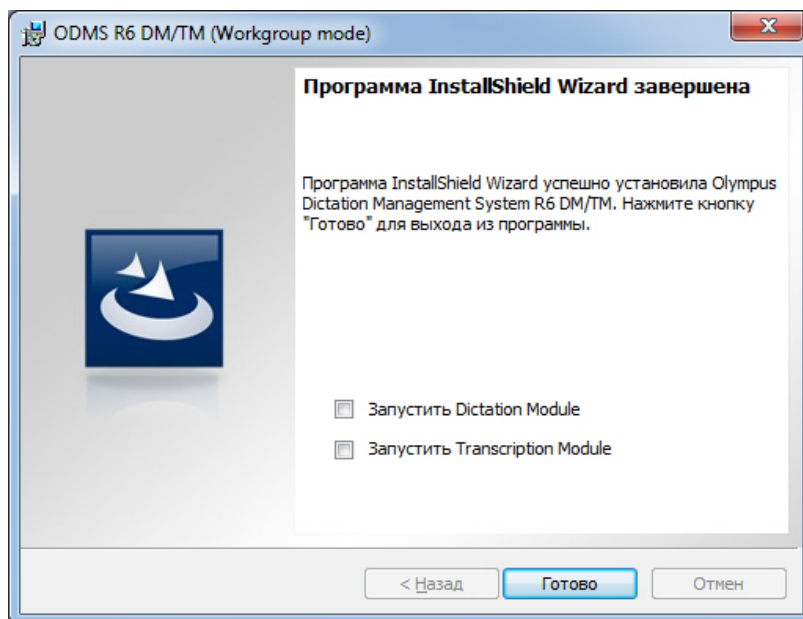 ODMS R6 DM/TM (Workgroup mode)
Программа InstallShield Wizard завершена
Программа InstallShield Wizard успешно установила Olympus
Dictation Management System R6 DM/TM. Нажмите кнопку
"Готово" для выхода из программы.
Запустить Dictation Module
Запустить Transcription Module
< Назад
Готово
Отмен